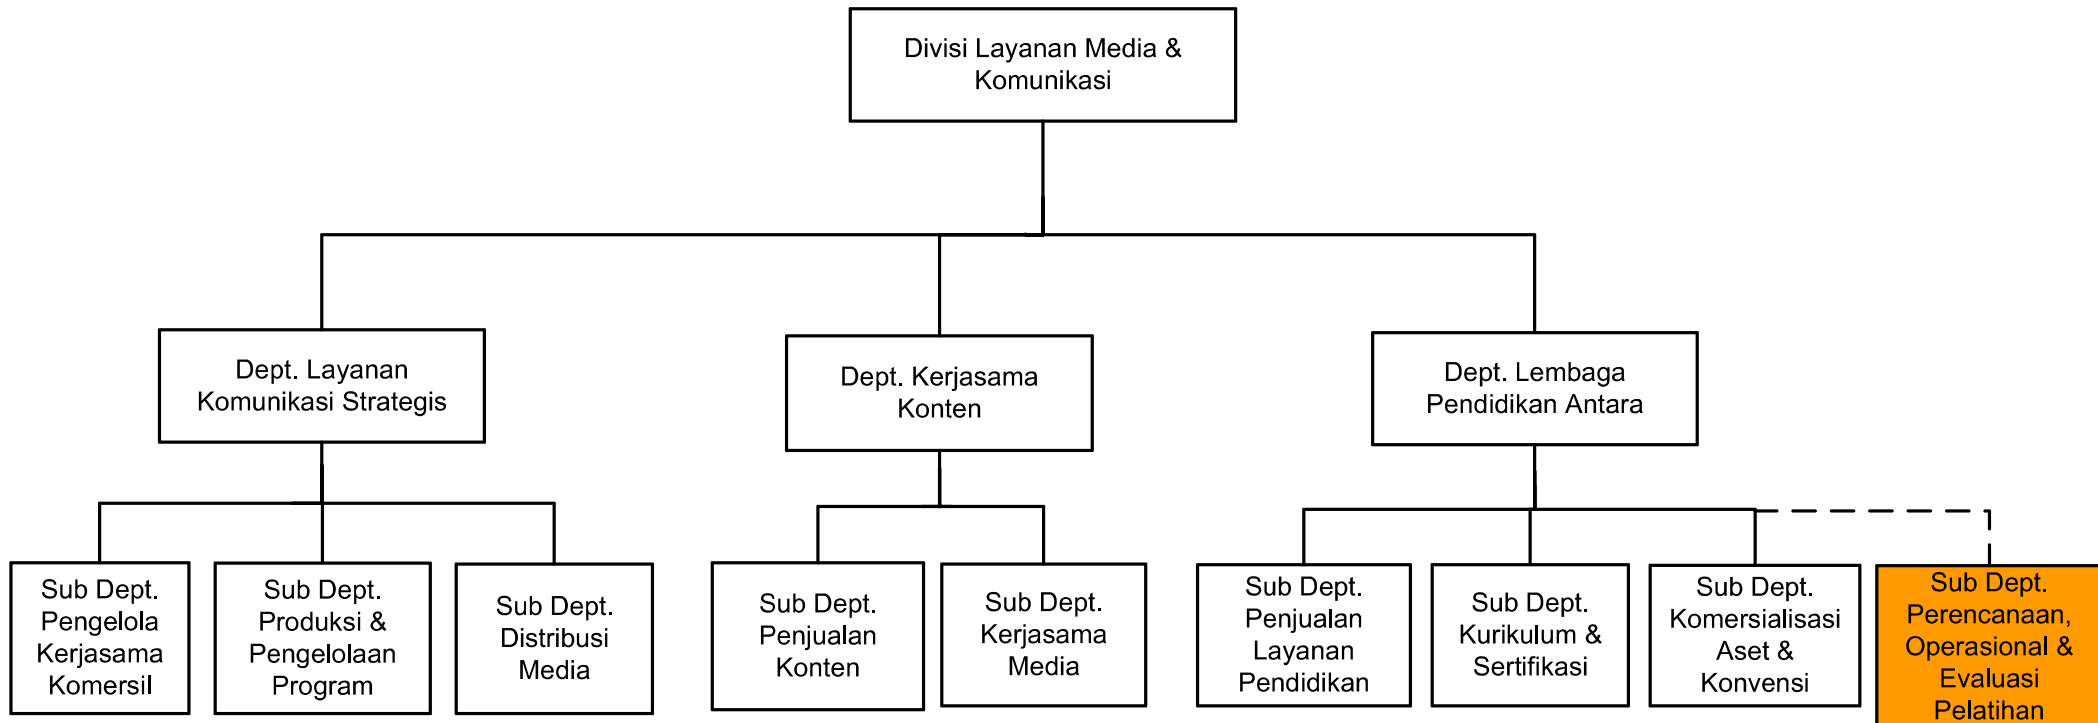 Divisi Layanan Media &
Komunikasi
Dept. Layanan
Komunikasi Strategis
Dept. Kerjasama
Konten
Dept. Lembaga
Pendidikan Antara
Sub Dept.
Pengelola
Kerjasama
Komersil
Sub Dept.
Produksi &
Pengelolaan
Program
Sub Dept.
Distribusi
Media
Sub Dept.
Penjualan
Konten
Sub Dept.
Kerjasama
Media
Sub Dept.
Penjualan
Layanan
Pendidikan
Sub Dept.
Kurikulum &
Sertifikasi
Sub Dept.
Komersialisasi
Aset &
Konvensi
Sub Dept.
Perencanaan,
Operasional &
Evaluasi
Pelatihan